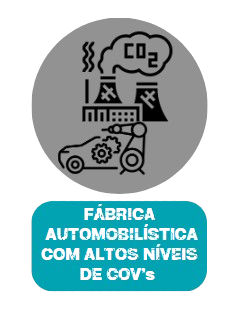 CO2
FÁBRICA
AUTOMOBILÍSTICA
COM ALTOS NÍVEIS
DE COV's